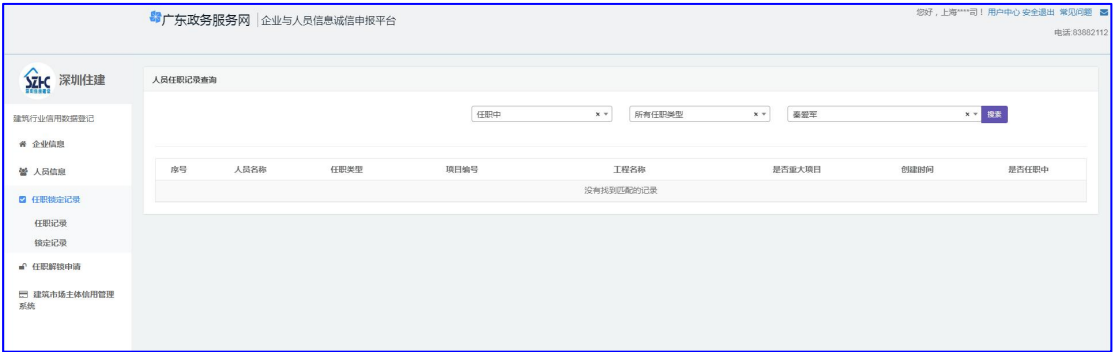 您好，上海****司！ 用户中心 安全退出 常见问题
广东政务服务网 企业与人员信息诚信申报平台
电话:83882112
深圳住建
人员任职记录查询
任职中 × 所有任职类型 × 秦爱军 × 搜索
建筑行业信用数据登记
企业信息
序号 人员名称 任职类型 项目编号 工程名称 是否重大项目 创建时间 是否任职中
人员信息
没有找到匹配的记录
任职锁定记录
任职记录
锁定记录
任职解锁申请
建筑市场主体信用管理
系统